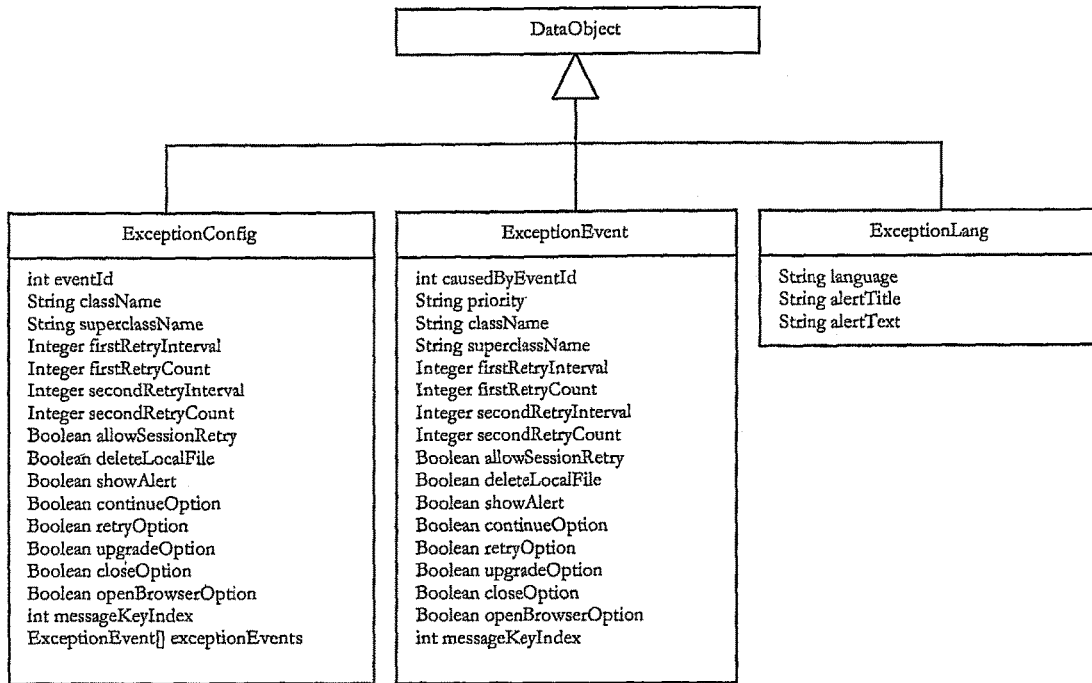 DataObject
ExceptionConfig
int eventId
String className
String superclassName
Integer firstRetryInterval
Integer firstRetryCount
Integer secondRetryInterval
Integer secondRetryCount
Boolean allowSessionRetry
Boolean deleteLocalFile
Boolean showAlert
Boolean continueOption
Boolean retryOption
Boolean upgradeOption
Boolean closeOption
Boolean openBrowserOption
int messageKeyIndex
ExceptionEvent[] exceptionEvents
ExceptionEvent
int causedByEventId
String priority
String className
String superclassName
Integer firstRetryInterval
Integer firstRetryCount
Integer secondRetryInterval
Integer secondRetryCount
Boolean allowSessionRetry
Boolean deleteLocalFile
Boolean showAlert
Boolean continueOption
Boolean retryOption
Boolean upgradeOption
Boolean closeOption
Boolean openBrowserOption
int messageKeyIndex
ExceptionLang
String language
String alertTitle
String alertText